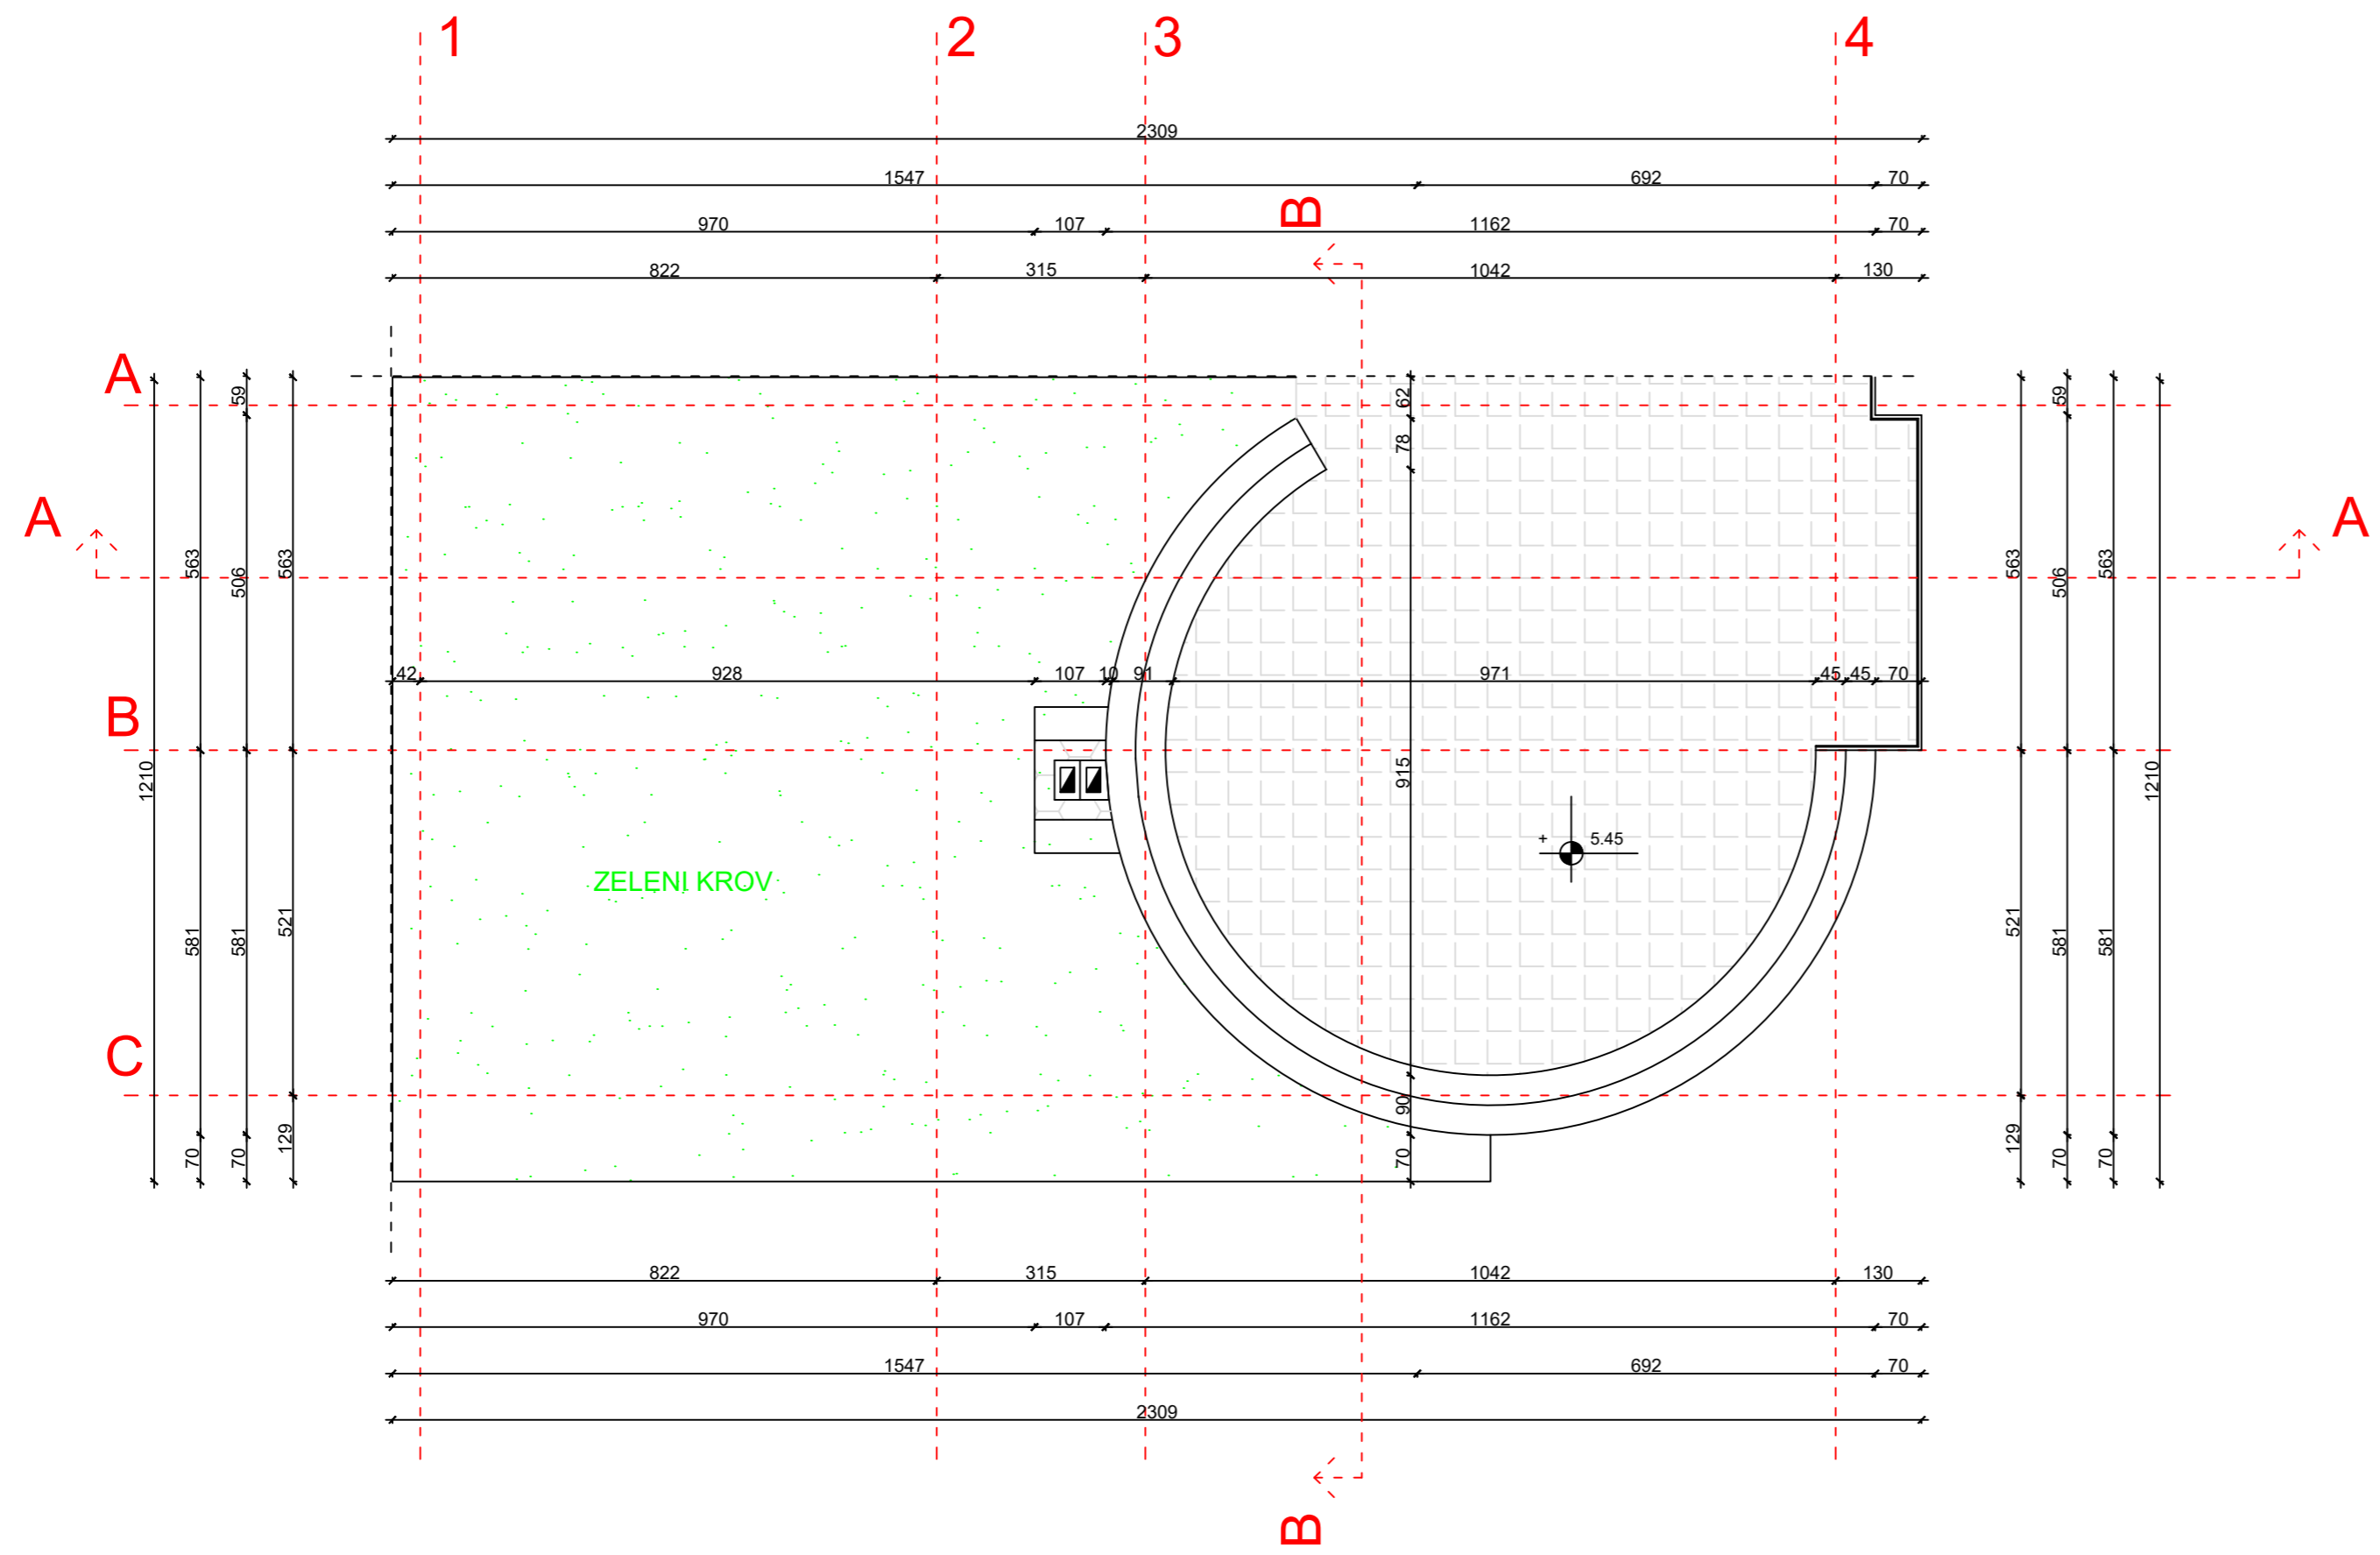 1 2 3 4
2309
1547 692 70
970 107 1162 70
B
822 315 1042 130
A
59 62 59
78
A A
563 506 563 563 506 563
42 928 107 10 91 971 45 45 70
B
1210 915 1210
+ 5.45
ZELENI KROV
581 581 521 521 581 581
C
90
70 70 129 70 129 70 70
822 315 1042 130
970 107 1162 70
1547 692 70
2309
B